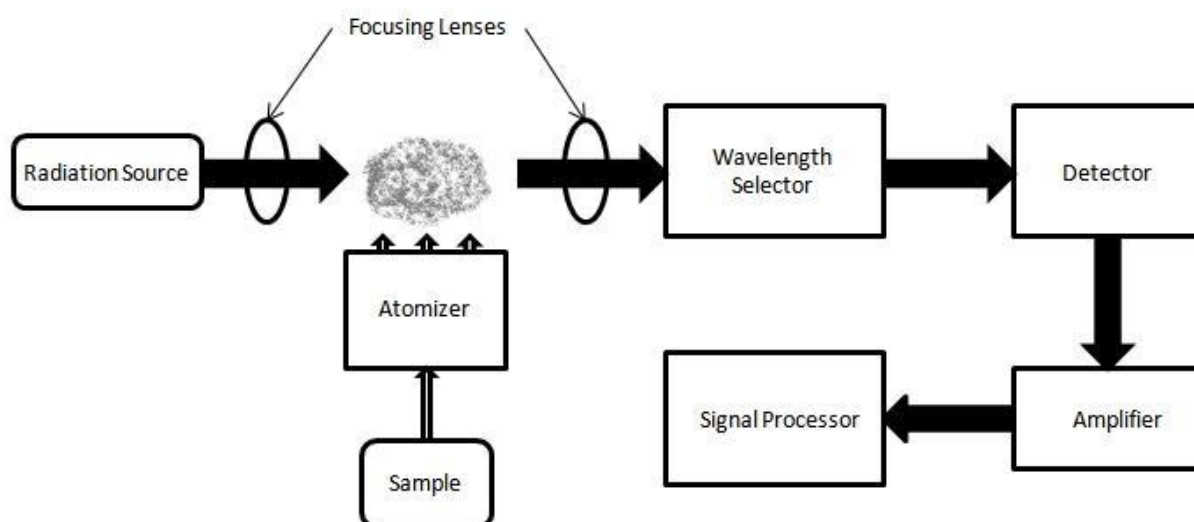 Focusing Lenses
Radiation Source
Wavelength
Selector
Detector
Atomizer
Signal Processor
Amplifier
Sample